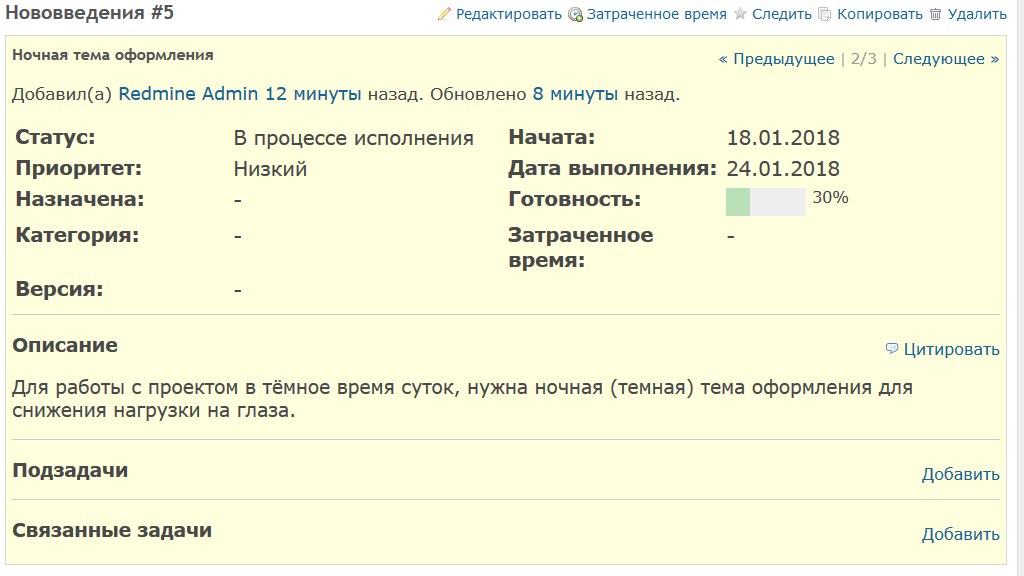 Нововведения #5
Редактировать Затраченное время Следить Копировать Удалить
Ночная тема оформления
« Предыдущее | 2/3 | Следующее »
Добавил(а) Redmine Admin 12 минуты назад. Обновлено 8 минуты назад.
Статус: В процессе исполнения Начата: 18.01.2018
Приоритет: Низкий Дата выполнения: 24.01.2018
Назначена: - Готовность: 30%
Категория: - Затраченное -
время:
Версия: -
Описание
Цитировать
Для работы с проектом в тёмное время суток, нужна ночная (темная) тема оформления для
снижения нагрузки на глаза.
Подзадачи
Добавить
Связанные задачи
Добавить